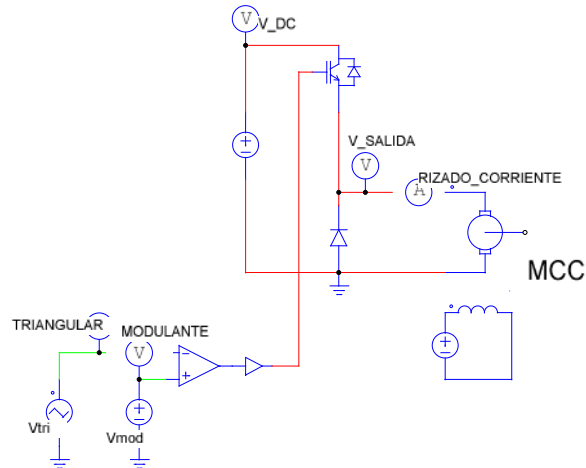 V
V_DC
V_SALIDA
V
RIZADO_CORRIENTE
A
MCC
TRIANGULAR
MODULANTE
V
Vtri
Vmod